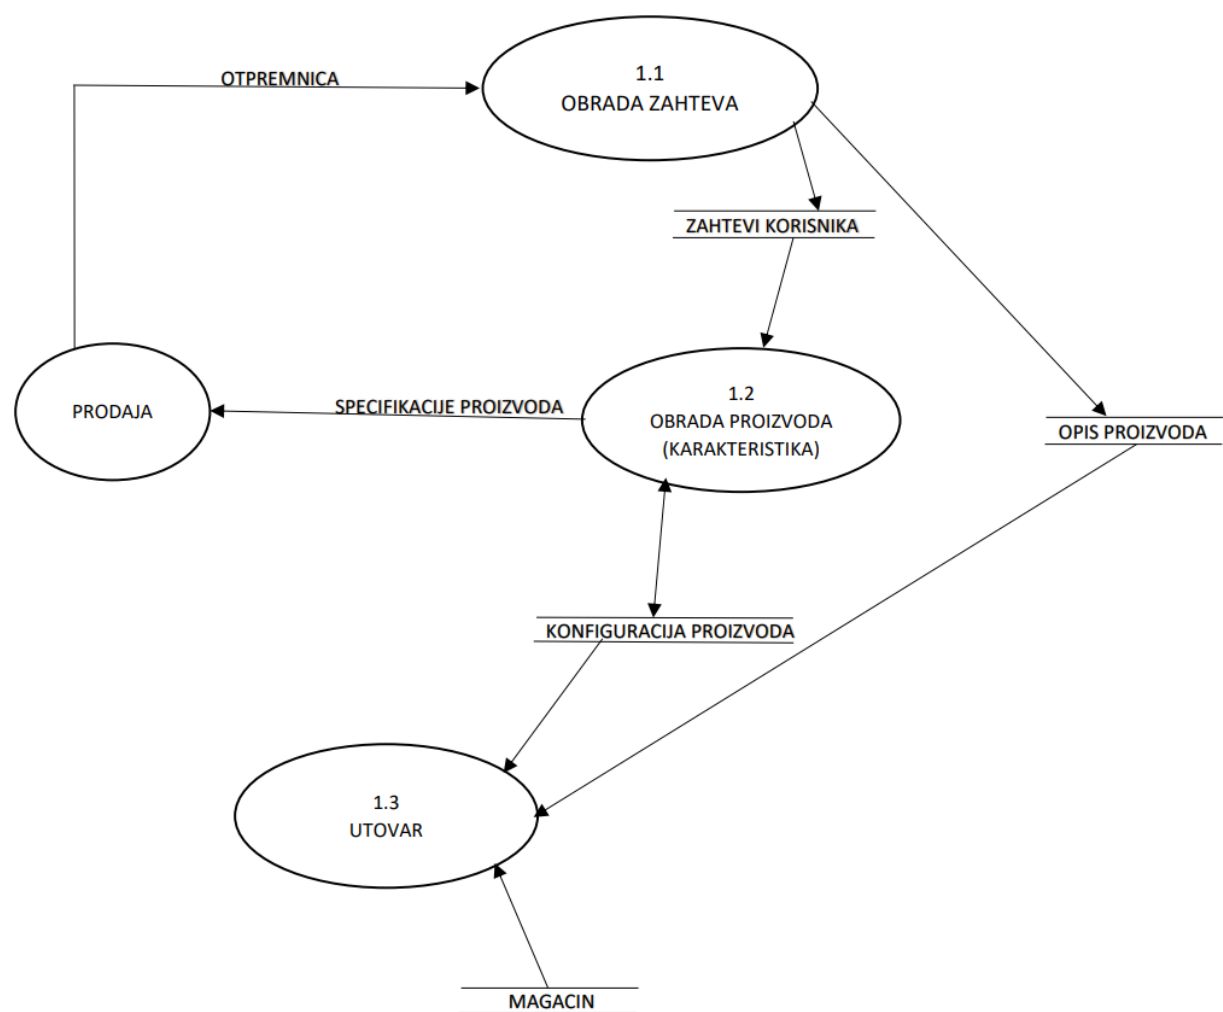 OTPREMNICA
1.1
OBRADA ZAHTEVA
ZAHTEVI KORISNIKA
PRODAJA
SPECIFIKACIJE PROIZVODA
1.2
OBRADA PROIZVODA
(KARAKTERISTIKA)
OPIS PROIZVODA
KONFIGURACIJA PROIZVODA
1.3
UTOVAR
MAGACIN